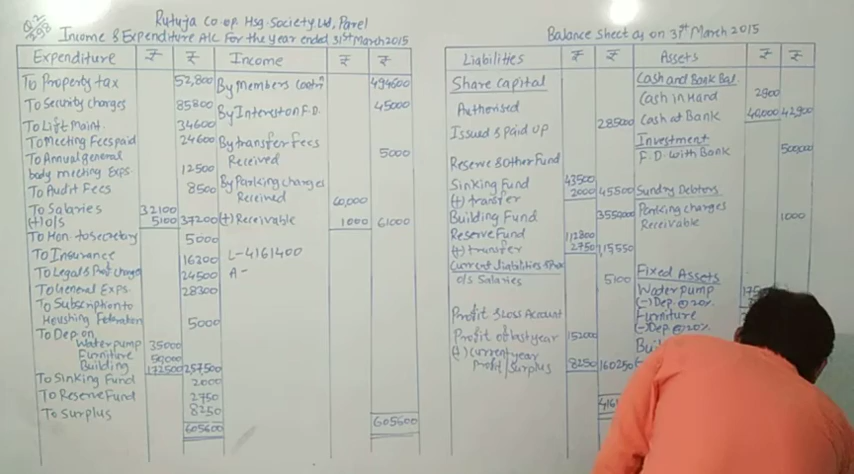 Q.2
398
Rutuja Co-op. Hsg. Society Ltd, Parel
Income & Expenditure A/C For the year ended 31st March 2015
Expenditure ₹ ₹ Income ₹ ₹
To Property tax 52,800 By Members Contrn 494600
To Security charges 85800 By Interest on F.D. 45000
To Lift Maint. 34600
To Meeting Fees paid 24600 By transfer Fees
To Annual general Received 5000
body meeting Exps 12500
To Audit Fees 8500 By Parking charges
Received 60,000
To Salaries 32100
(+) O/S 5100 37200 (+) Receivable 1000 61000
To Hon. to Secretary 5000
To Insurance 16200 L-4161400
To Legal & Prof. charges 24500 A-
To General Exps. 28300
To Subscription to
Housing Federation 5000
To Dep. on
Water pump 35000
Furniture 50000
Building 172500 257500
To Sinking Fund 2000
To Reserve Fund 2750
To Surplus 8250
605600 605600
Balance Sheet as on 31st March 2015
Liabilities ₹ ₹ Assets ₹ ₹
Share Capital Cash and Bank Bal.
Authorised Cash in Hand 2900
Issued & Paid up 285000 Cash at Bank 40,000 42900
Investment
Reserve & Other Fund F.D. with Bank 500000
Sinking Fund 43500
(+) transfer 2000 45500 Sundry Debtors
Building Fund 3550000 Parking charges
Reserve Fund 112800 Receivable 1000
(+) transfer 2750 115550
Current Liabilities &
O/S Salaries 5100 Fixed Assets
Water pump
(-) Dep. @ 20%
Profit & Loss Account Furniture
Profit of last year 152000 (-) Dep. @ 20%
(+) Current year
Profit/Surplus 8250 160250